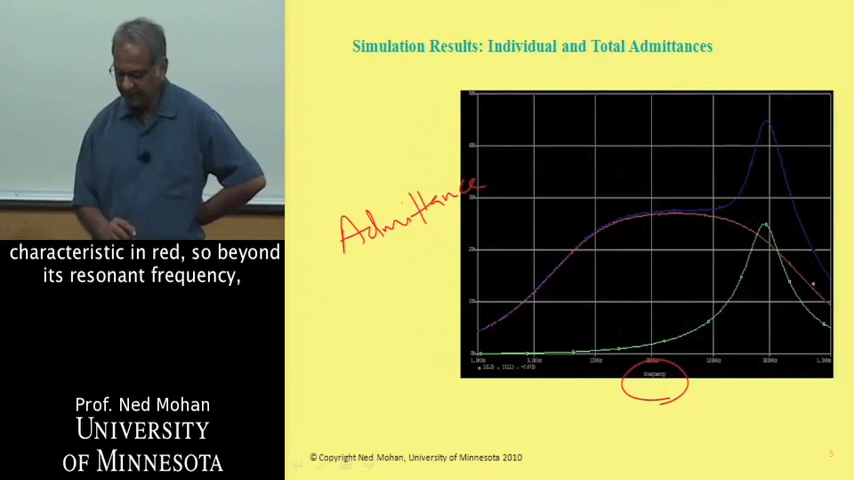 Simulation Results: Individual and Total Admittances
Admittance
characteristic in red, so beyond
its resonant frequency,
Frequency
Prof. Ned Mohan
UNIVERSITY
OF MINNESOTA
© Copyright Ned Mohan, University of Minnesota 2010
5